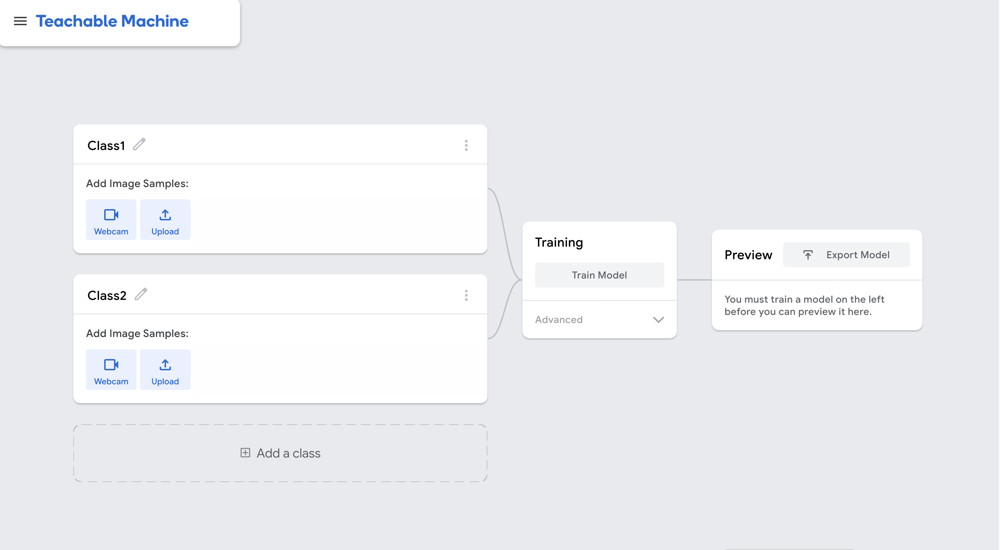 Teachable Machine
Class1
Add Image Samples:
Webcam
Upload
Class2
Add Image Samples:
Webcam
Upload
Add a class
Training
Train Model
Advanced
Preview
Export Model
You must train a model on the left
before you can preview it here.